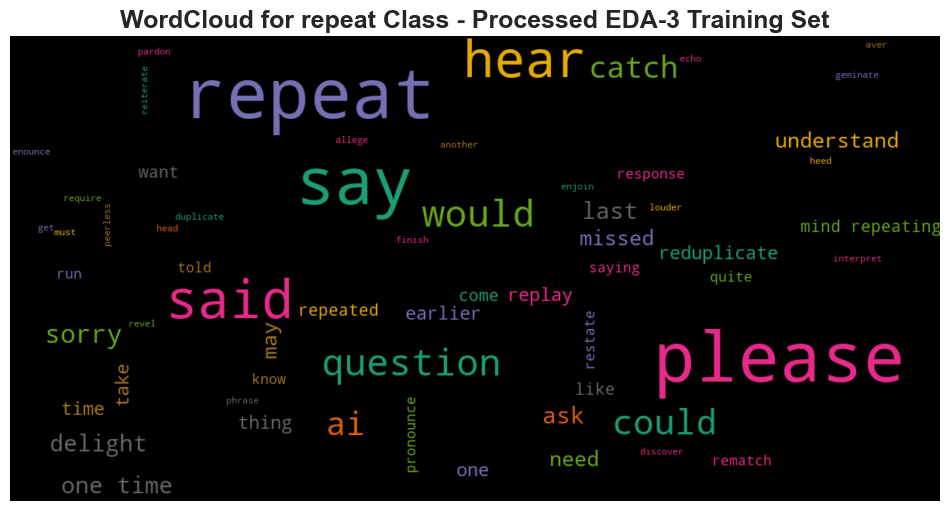 WordCloud for repeat Class - Processed EDA-3 Training Set
pardon
aver
hear
echo
catch
reiterate
repeat
geminate
allege
another
understand
enounce
heed
want
say
response
enjoin
require
louder
last
would
duplicate
peerless
get
must
head
mind repeating
finish
missed
reduplicate
interpret
told
saying
run
quite
said
come
replay
repeated
earlier
revel
sorry
may
restate
question
please
take
know
like
phrase
time
thing
ai
ask
could
delight
pronounce
discover
need
rematch
one
one time